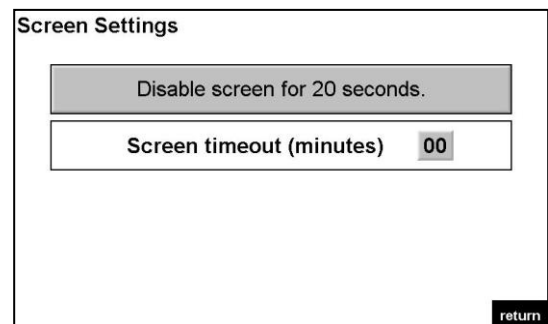 Screen Settings
Disable screen for 20 seconds.
Screen timeout (minutes) 00
return